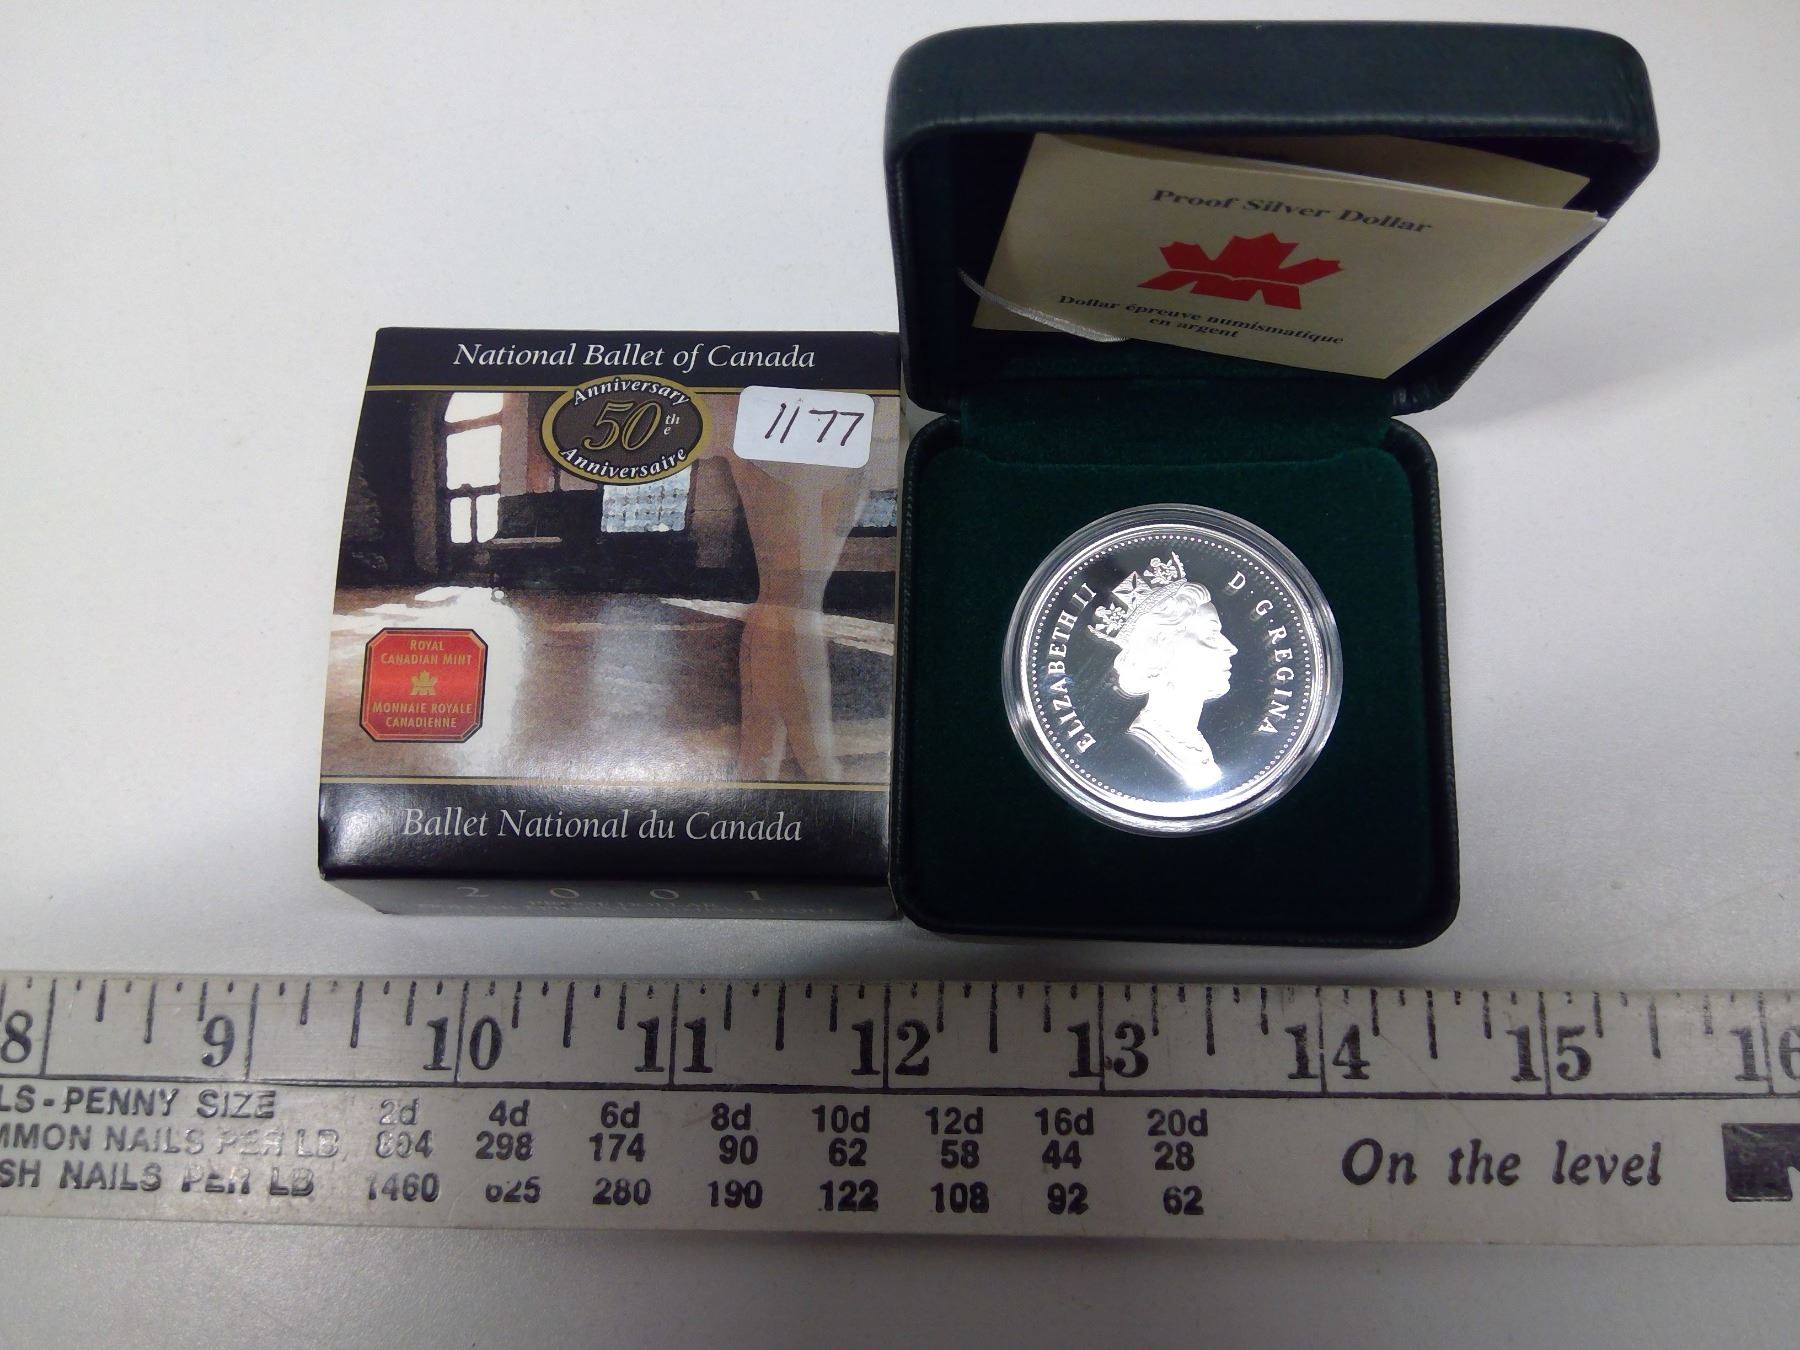 National Ballet of Canada
Anniversary
50th
e
Anniversaire
1177
ROYAL
CANADIAN MINT
MONNAIE ROYALE
CANADIENNE
Ballet National du Canada
2001
Proof Silver Dollar
Dollar épreuve numismatique
en argent
ELIZABETH II D·G·REGINA
8 9 10 11 12 13 14 15 16
LS-PENNY SIZE 2d 4d 6d 8d 10d 12d 16d 20d
MMON NAILS PER LB 804 298 174 90 62 58 44 28
SH NAILS PER LB 1460 625 280 190 122 108 92 62
On the level